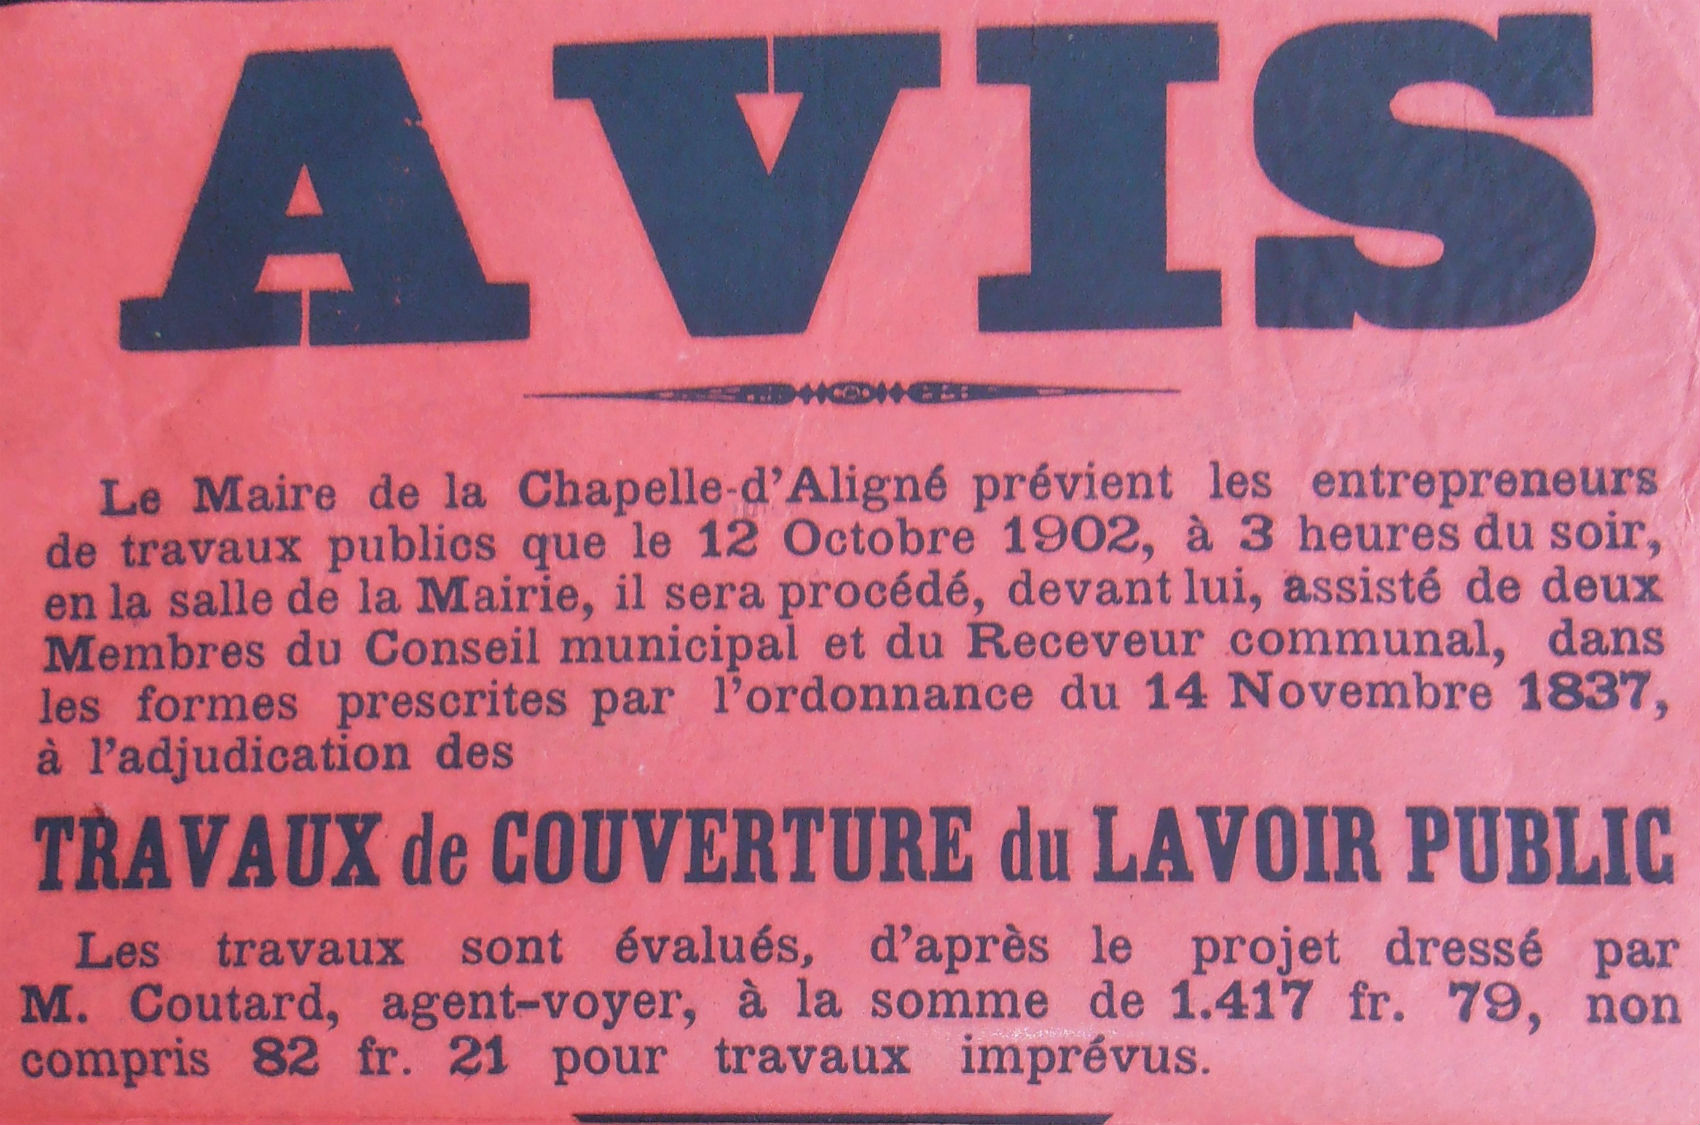 AVIS
Le Maire de la Chapelle-d'Aligné prévient les entrepreneurs
de travaux publics que le 12 Octobre 1902, à 3 heures du soir,
en la salle de la Mairie, il sera procédé, devant lui, assisté de deux
Membres du Conseil municipal et du Receveur communal, dans
les formes prescrites par l'ordonnance du 14 Novembre 1837,
à l'adjudication des
TRAVAUX de COUVERTURE du LAVOIR PUBLIC
Les travaux sont évalués, d'après le projet dressé par
M. Coutard, agent-voyer, à la somme de 1.417 fr. 79, non
compris 82 fr. 21 pour travaux imprévus.